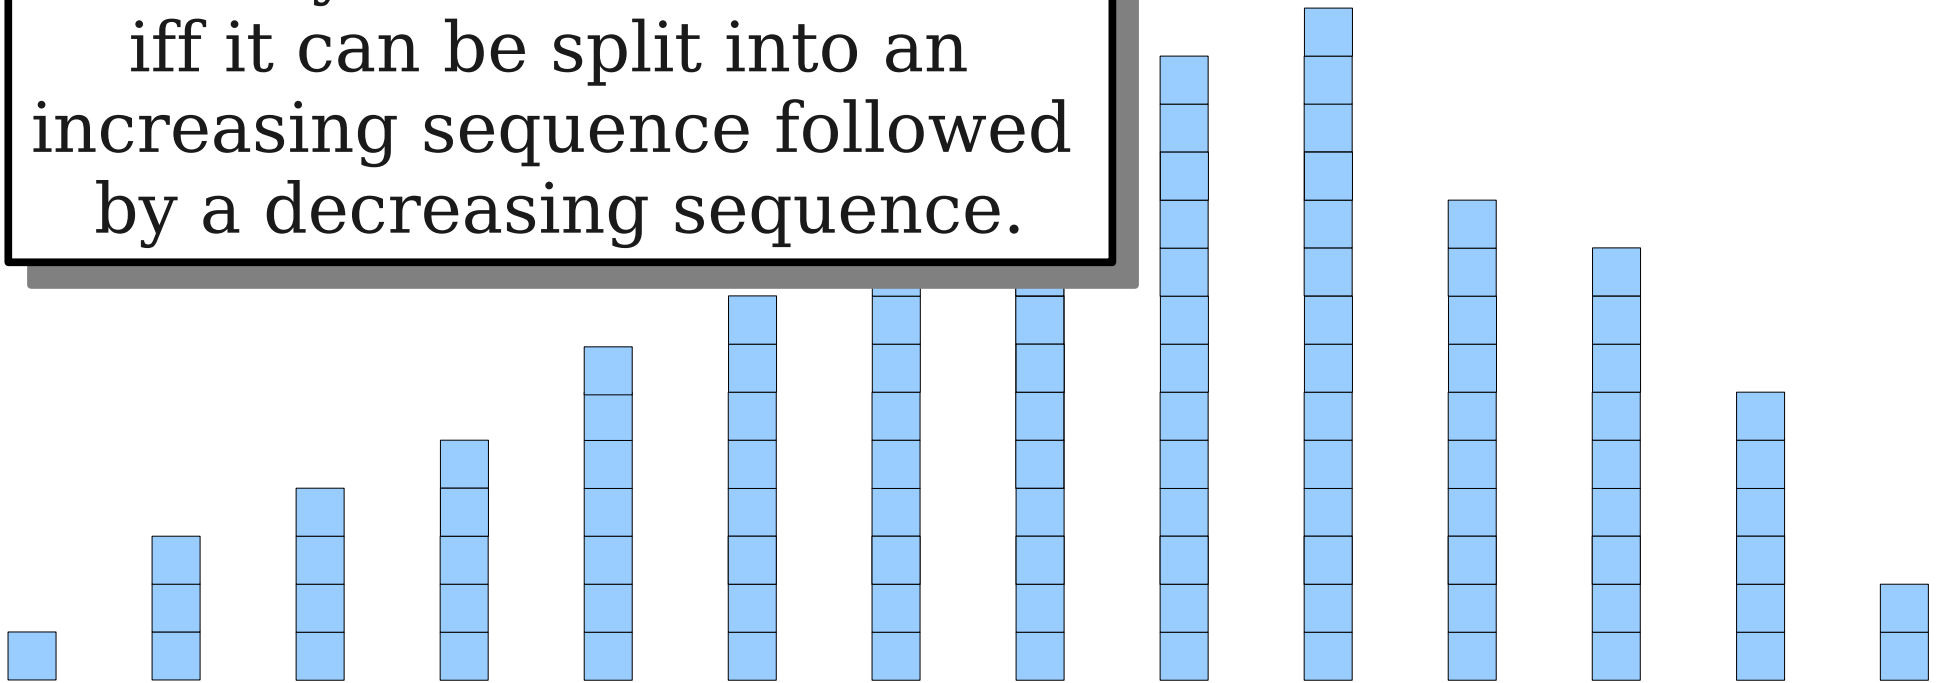 iff it can be split into an
increasing sequence followed
by a decreasing sequence.